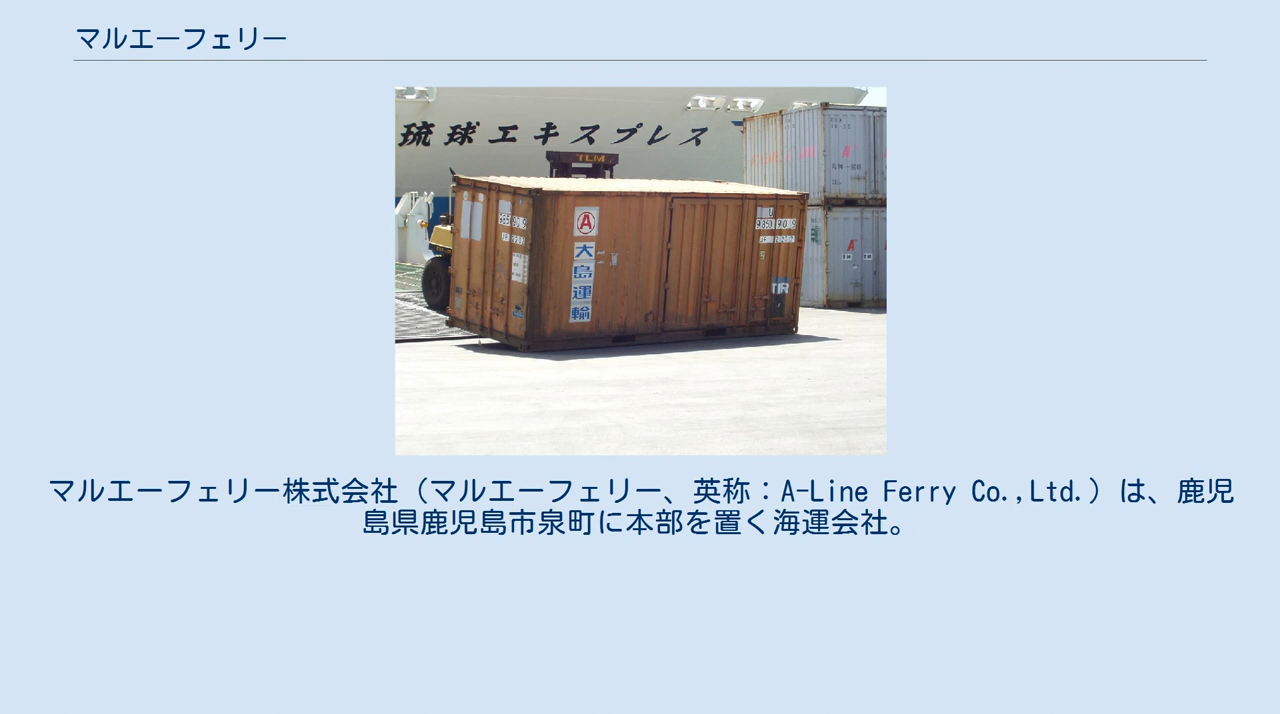 マルエーフェリー
琉球エキスプレス
TCM
A
大島運輸
TIR
A
A
マルエーフェリー株式会社（マルエーフェリー、英称：A-Line Ferry Co.,Ltd.）は、鹿児
島県鹿児島市泉町に本部を置く海運会社。